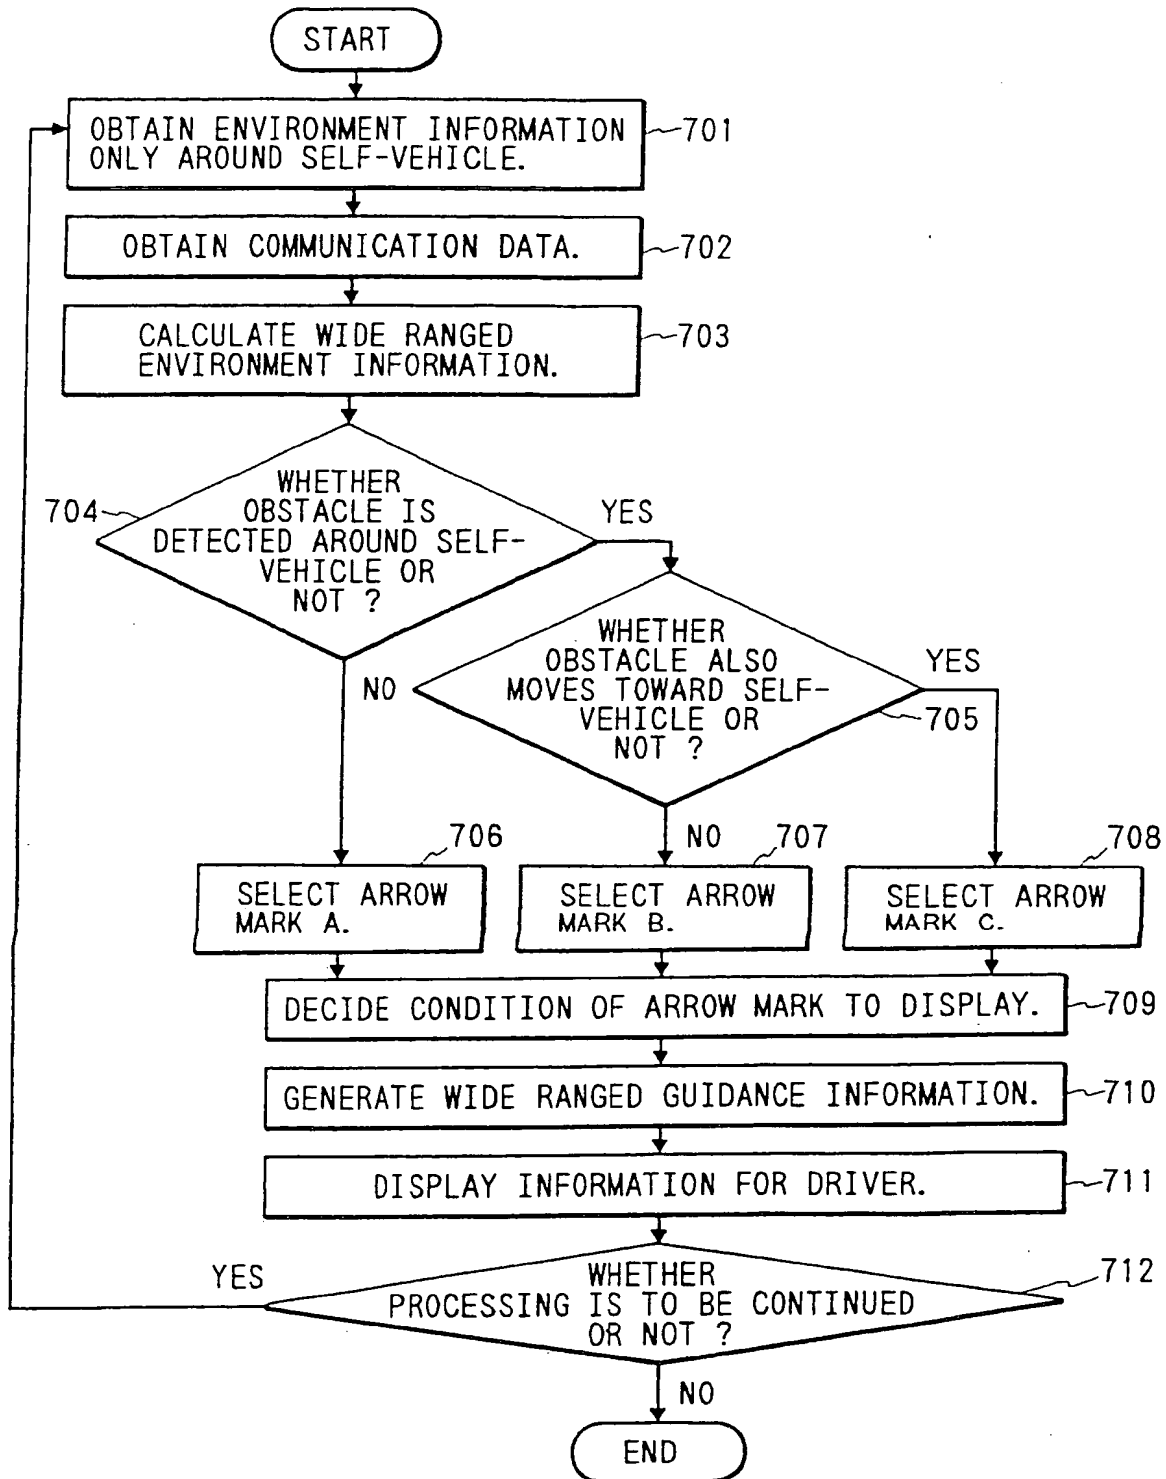 START
OBTAIN ENVIRONMENT INFORMATION
ONLY AROUND SELF-VEHICLE.
701
OBTAIN COMMUNICATION DATA.
702
CALCULATE WIDE RANGED
ENVIRONMENT INFORMATION.
703
704
WHETHER
OBSTACLE IS
DETECTED AROUND SELF-
VEHICLE OR
NOT ?
YES
NO
WHETHER
OBSTACLE ALSO
MOVES TOWARD SELF-
VEHICLE OR
NOT ?
YES
705
NO
706
SELECT ARROW
MARK A.
707
SELECT ARROW
MARK B.
708
SELECT ARROW
MARK C.
DECIDE CONDITION OF ARROW MARK TO DISPLAY.
709
GENERATE WIDE RANGED GUIDANCE INFORMATION.
710
DISPLAY INFORMATION FOR DRIVER.
711
YES
WHETHER
PROCESSING IS TO BE CONTINUED
OR NOT ?
712
NO
END